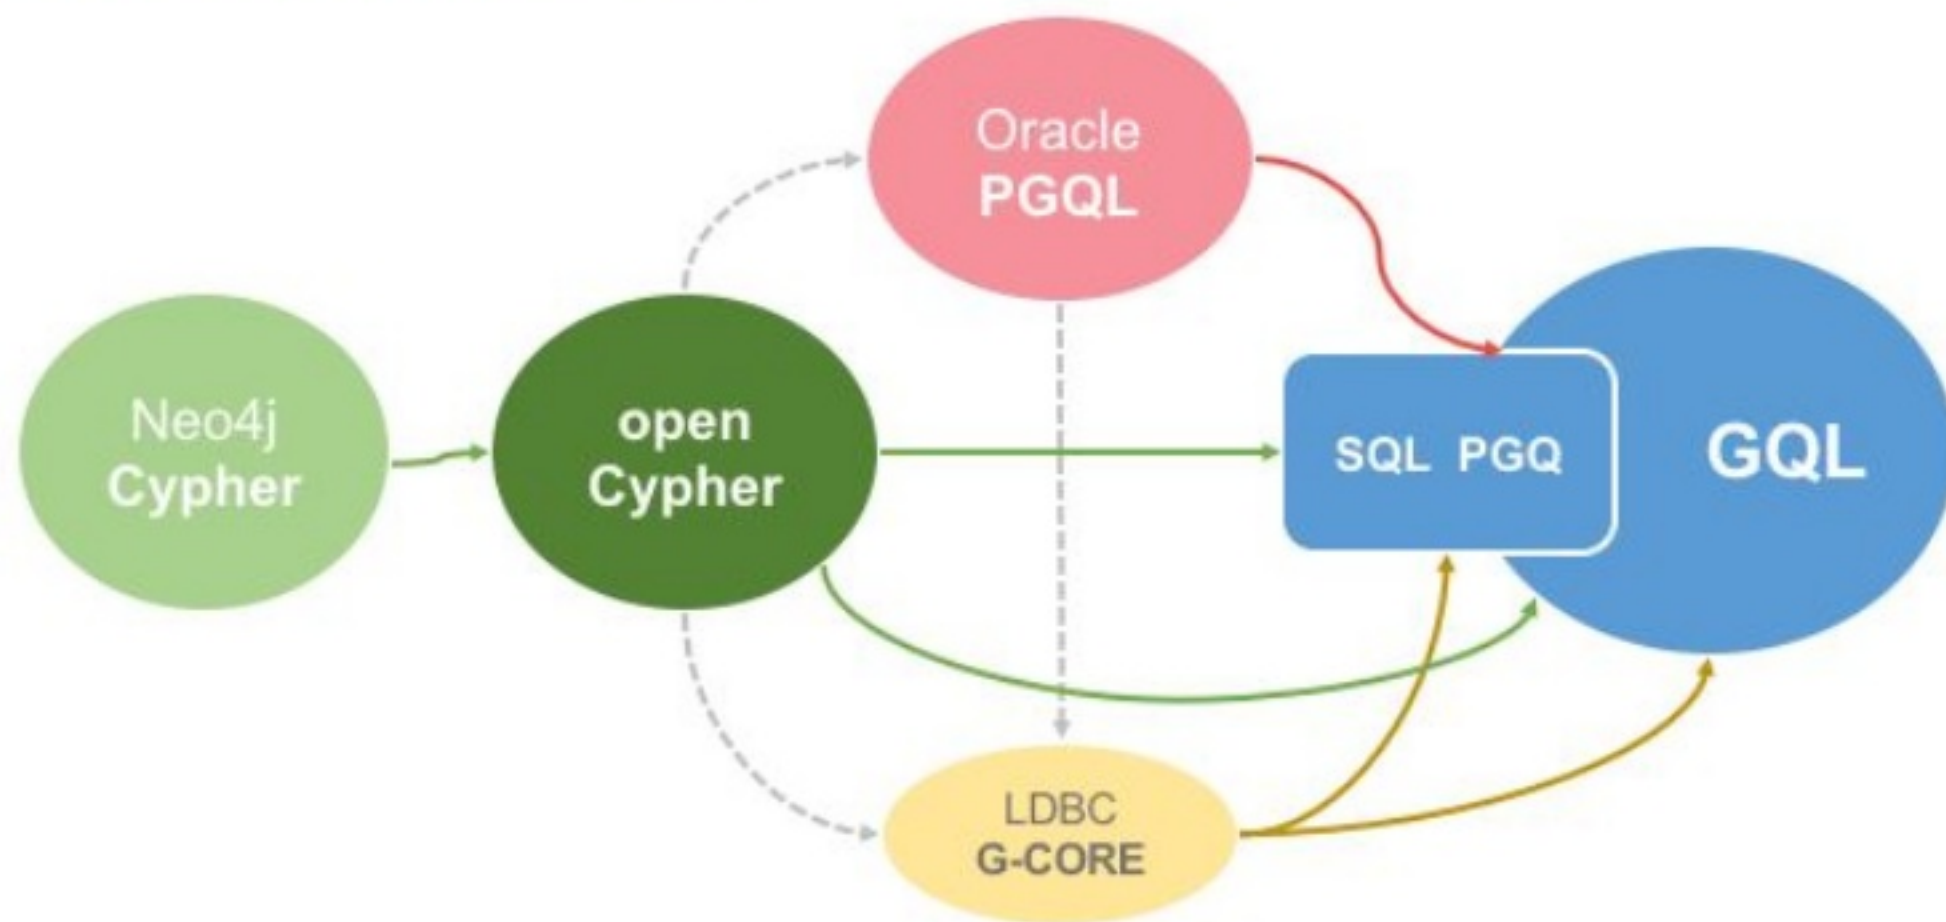 Oracle
PGQL
Neo4j
Cypher
open
Cypher
SQL PGQ
GQL
LDBC
G-CORE